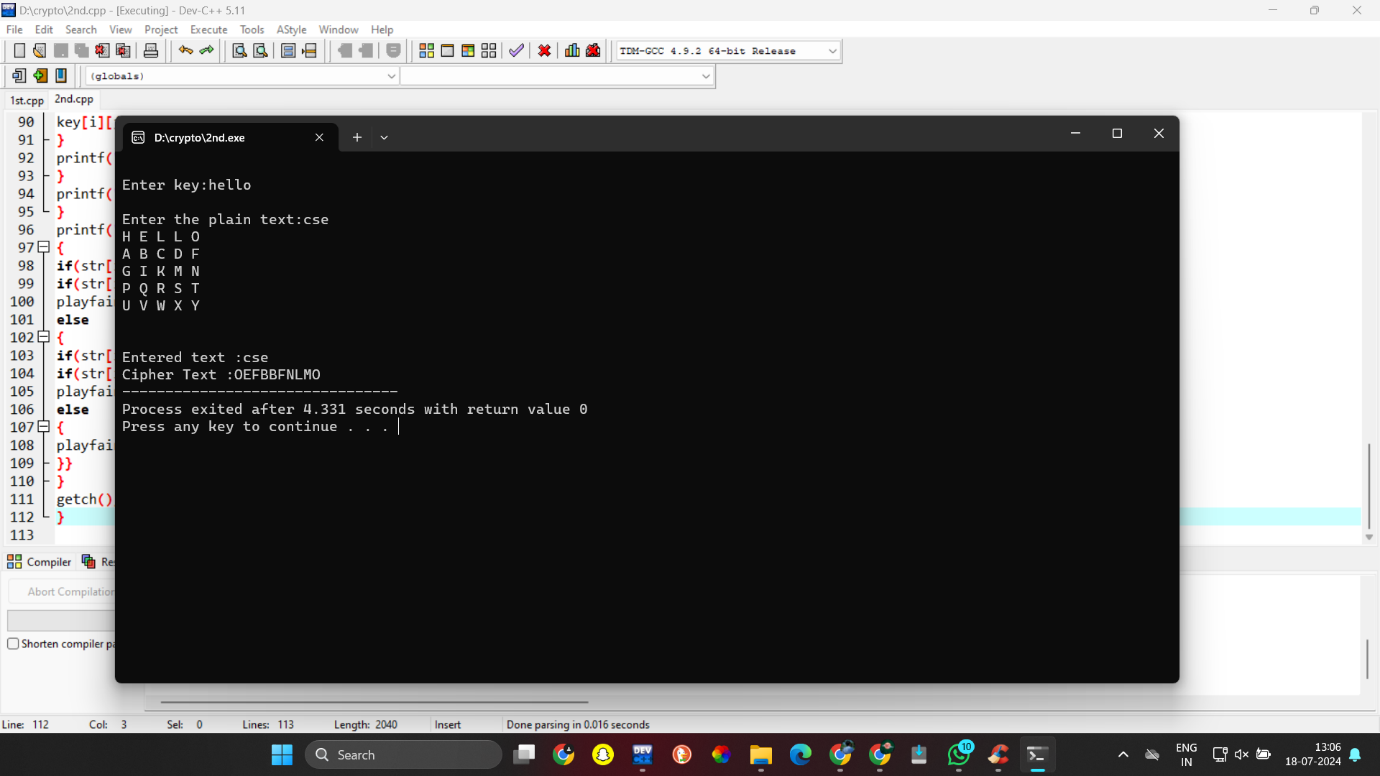 D:\crypto\2nd.cpp - [Executing] - Dev-C++ 5.11
File Edit Search View Project Execute Tools AStyle Window Help
TDM-GCC 4.9.2 64-bit Release
(globals)
1st.cpp 2nd.cpp
90 key[i][
91 }
92 printf(
93 }
94 printf(
95 }
96 printf(
97 {
98 if(str[
99 if(str[
100 playfai
101 else
102 {
103 if(str[
104 if(str[
105 playfai
106 else
107 {
108 playfai
109 }}
110 }
111 getch()
112 }
113
D:\crypto\2nd.exe
Enter key:hello
Enter the plain text:cse
H E L L O
A B C D F
G I K M N
P Q R S T
U V W X Y
Entered text :cse
Cipher Text :OEFBBFNLMO
--------------------------------
Process exited after 4.331 seconds with return value 0
Press any key to continue . . .
Compiler Re
Abort Compilation
Shorten compiler pa
Line: 112 Col: 3 Sel: 0 Lines: 113 Length: 2040 Insert Done parsing in 0.016 seconds
Search
DEV
10
ENG
IN
13:06
18-07-2024